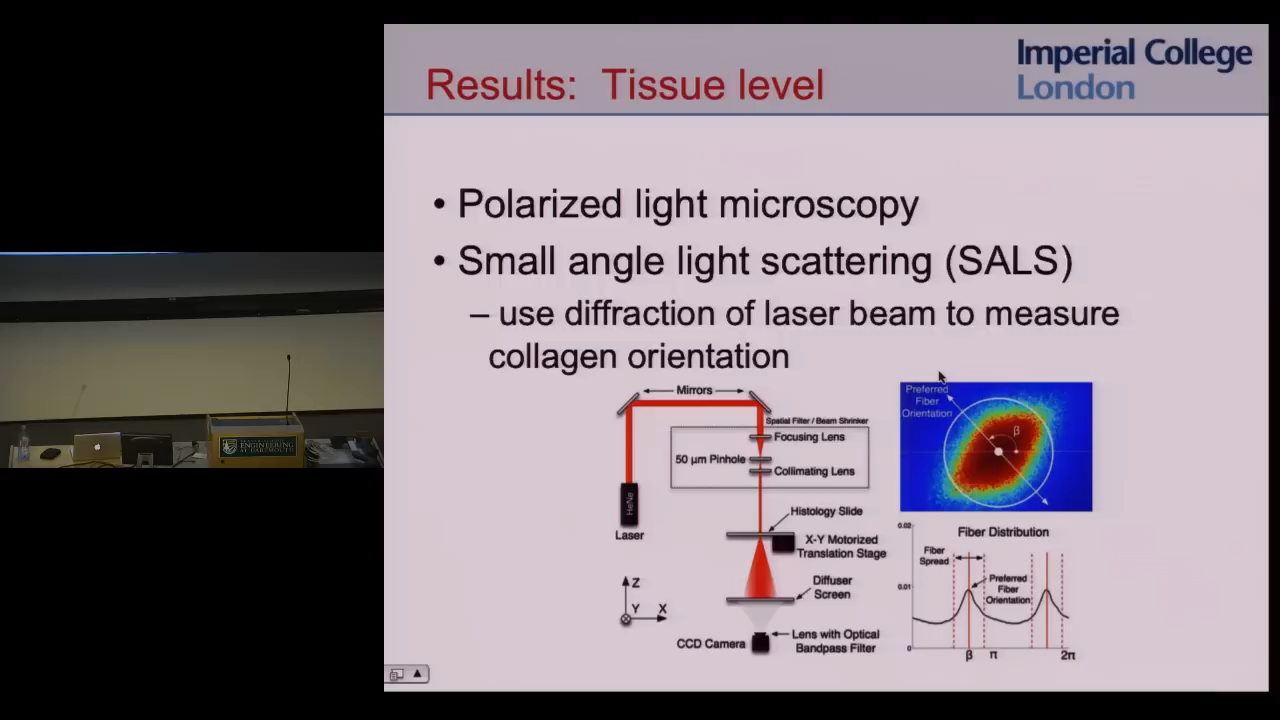 Results: Tissue level
Imperial College
London
• Polarized light microscopy
• Small angle light scattering (SALS)
– use diffraction of laser beam to measure
collagen orientation
Mirrors
Spatial Filter / Beam Shrinker
Focusing Lens
50 µm Pinhole
Collimating Lens
HeNe
Laser
Histology Slide
X-Y Motorized
Translation Stage
Diffuser
Screen
Z
Y
X
CCD Camera
Lens with Optical
Bandpass Filter
Preferred
Fiber
Orientation
β
Fiber Distribution
0.02
0.01
0
Fiber
Spread
Preferred
Fiber
Orientation
β
π
2π
ENGINEERING
AT DARTMOUTH